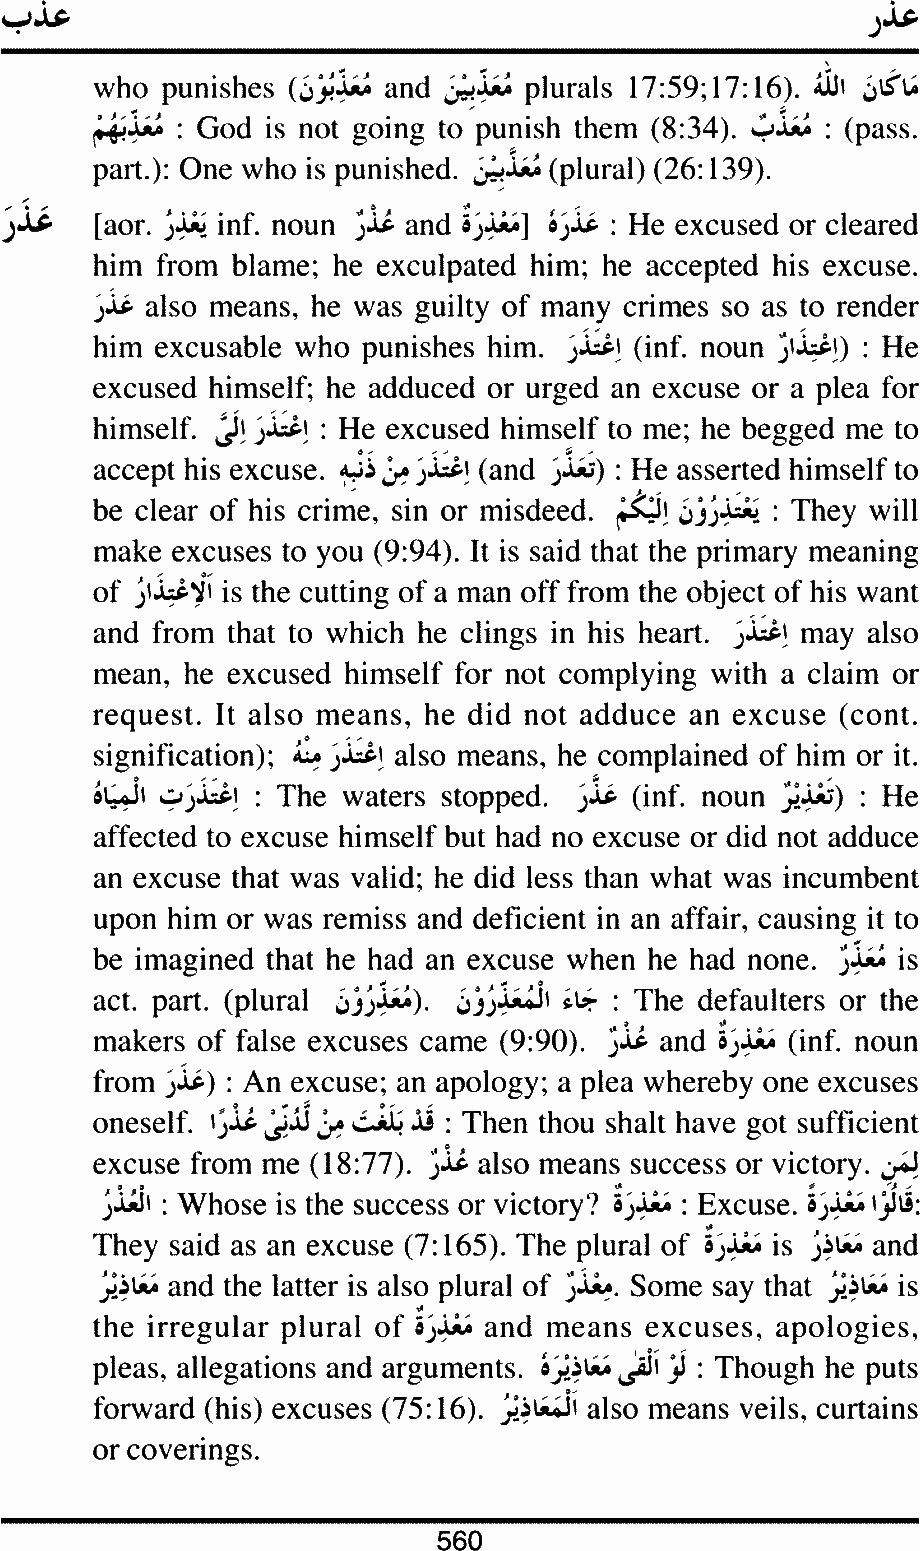 عذب عذر
who punishes (مُعَذِّبُوْنَ and مُعَذِّبِيْنَ plurals 17:59;17:16). مَاكَانَ اللّٰهُ
مُعَذِّبَهُمْ : God is not going to punish them (8:34). مُعَذَّبٌ : (pass.
part.): One who is punished. مُعَذَّبِيْنَ (plural) (26:139).
عَذَرَ [aor. يَعْذِرُ inf. noun عُذْرٌ and مَعْذِرَةٌ] عَذَرَهُ : He excused or cleared
him from blame; he exculpated him; he accepted his excuse.
عَذَرَ also means, he was guilty of many crimes so as to render
him excusable who punishes him. اِعْتَذَرَ (inf. noun اِعْتِذَارٌ) : He
excused himself; he adduced or urged an excuse or a plea for
himself. اِعْتَذَرَ اِلَیَّ : He excused himself to me; he begged me to
accept his excuse. اِعْتَذَرَ مِنْ ذَنْبِهٖ (and تَعَذَّرَ) : He asserted himself to
be clear of his crime, sin or misdeed. يَعْتَذِرُوْنَ اِلَيْكُمْ : They will
make excuses to you (9:94). It is said that the primary meaning
of اَلْاِعْتِذَارُ is the cutting of a man off from the object of his want
and from that to which he clings in his heart. اِعْتَذَرَ may also
mean, he excused himself for not complying with a claim or
request. It also means, he did not adduce an excuse (cont.
signification); اِعْتَذَرَ مِنْهُ also means, he complained of him or it.
اِعْتَذَرَتِ الْمِيَاهُ : The waters stopped. عَذَّرَ (inf. noun تَعْذِيْرٌ) : He
affected to excuse himself but had no excuse or did not adduce
an excuse that was valid; he did less than what was incumbent
upon him or was remiss and deficient in an affair, causing it to
be imagined that he had an excuse when he had none. مُعَذِّرٌ is
act. part. (plural مُعَذِّرُوْنَ). جَاءَ الْمُعَذِّرُوْنَ : The defaulters or the
makers of false excuses came (9:90). عُذْرٌ and مَعْذِرَةٌ (inf. noun
from عَذَرَ) : An excuse; an apology; a plea whereby one excuses
oneself. قَدْ بَلَغْتَ مِنْ لَّدُنِّیْ عُذْرًا : Then thou shalt have got sufficient
excuse from me (18:77). عُذْرٌ also means success or victory. لِمَنِ
الْعُذْرُ : Whose is the success or victory? مَعْذِرَةٌ : Excuse. قَالُوْا مَعْذِرَةً:
They said as an excuse (7:165). The plural of مَعْذِرَةٌ is مَعَاذِرُ and
مَعَاذِيْرُ and the latter is also plural of مِعْذَرٌ. Some say that مَعَاذِيْرُ is
the irregular plural of مَعْذِرَةٌ and means excuses, apologies,
pleas, allegations and arguments. لَوْ اَلْقٰی مَعَاذِيْرَهُ : Though he puts
forward (his) excuses (75:16). اَلْمَعَاذِيْرُ also means veils, curtains
or coverings.
560